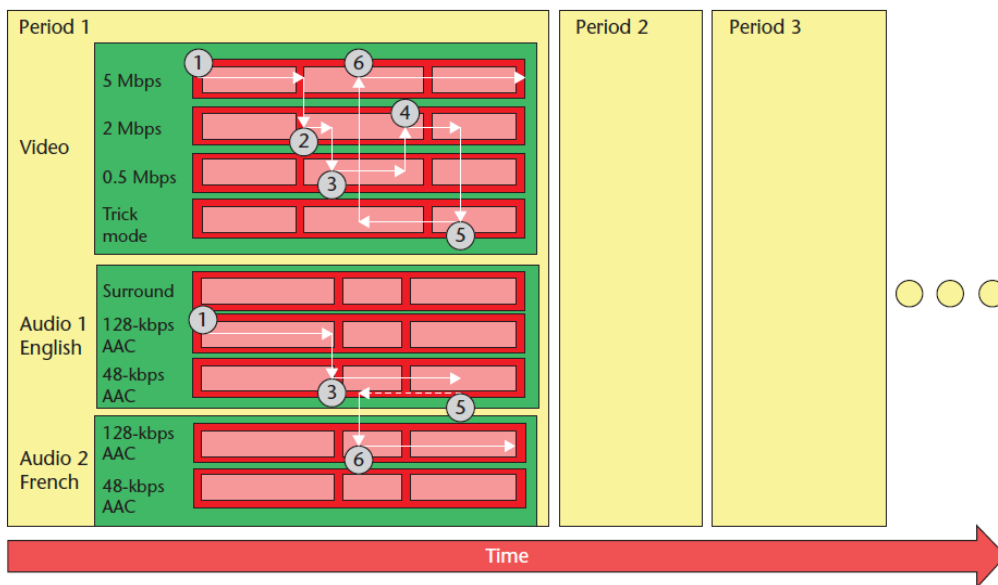 Period 1
Period 2
Period 3
Video
5 Mbps
1
6
2 Mbps
2
4
0.5 Mbps
3
Trick
mode
5
Audio 1
English
Surround
1
128-kbps
AAC
48-kbps
AAC
3
5
Audio 2
French
128-kbps
AAC
6
48-kbps
AAC
Time